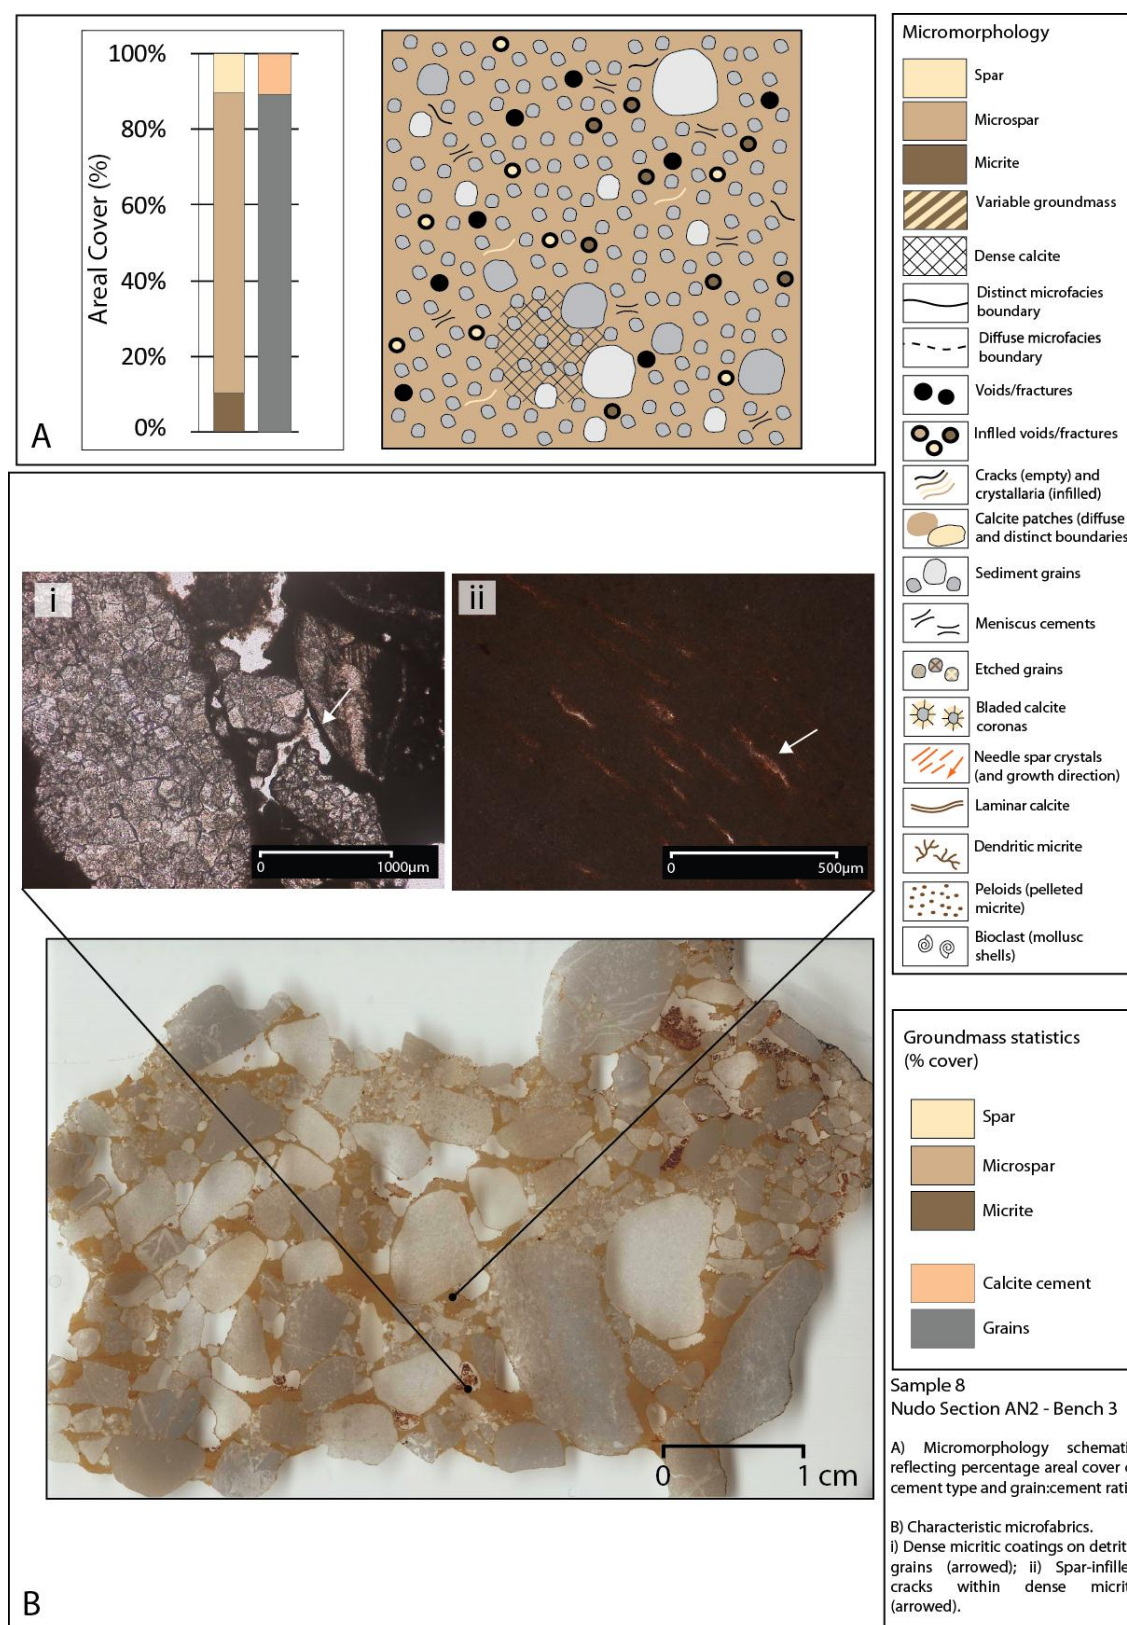 100%
80%
60%
40%
20%
0%
Areal Cover (%)
A
i
0 1000µm
ii
0 500µm
0 1 cm
B
Micromorphology
Spar
Microspar
Micrite
Variable groundmass
Dense calcite
Distinct microfacies
boundary
Diffuse microfacies
boundary
Voids/fractures
Inflled voids/fractures
Cracks (empty) and
crystallaria (infilled)
Calcite patches (diffuse
and distinct boundaries
Sediment grains
Meniscus cements
Etched grains
Bladed calcite
coronas
Needle spar crystals
(and growth direction)
Laminar calcite
Dendritic micrite
Peloids (pelleted
micrite)
Bioclast (mollusc
shells)
Groundmass statistics
(% cover)
Spar
Microspar
Micrite
Calcite cement
Grains
Sample 8
Nudo Section AN2 - Bench 3
A) Micromorphology schemati
reflecting percentage areal cover
cement type and grain:cement rati
B) Characteristic microfabrics.
i) Dense micritic coatings on detrit
grains (arrowed); ii) Spar-infille
cracks within dense micrit
(arrowed).